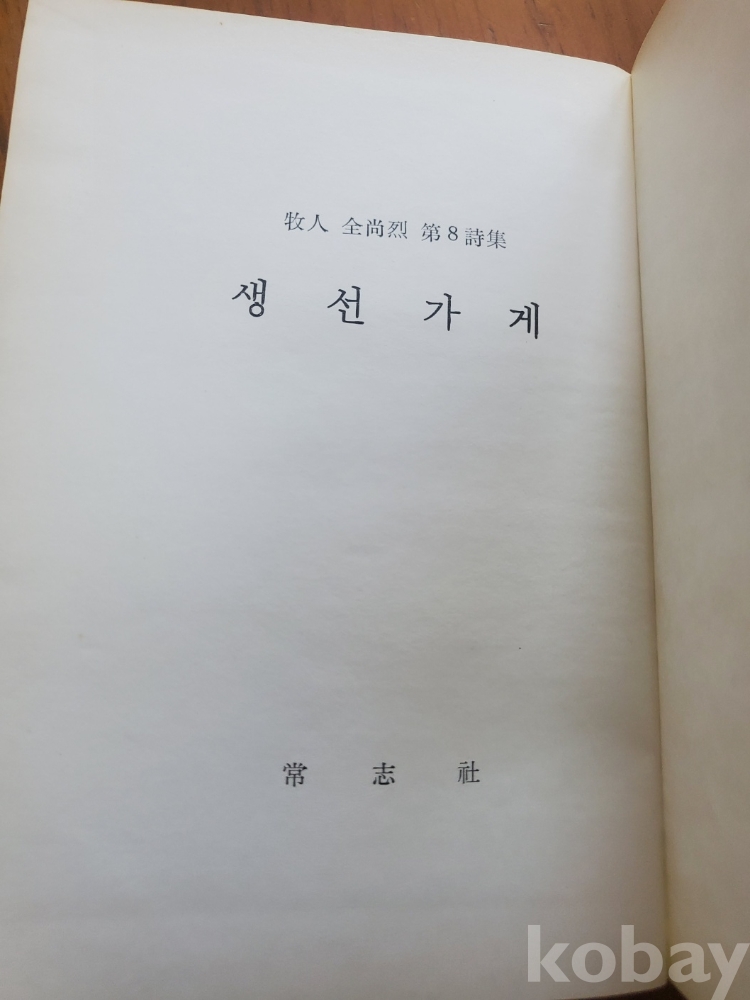 牧人 全尚烈 第8詩集
생선가게
常志社
kobay